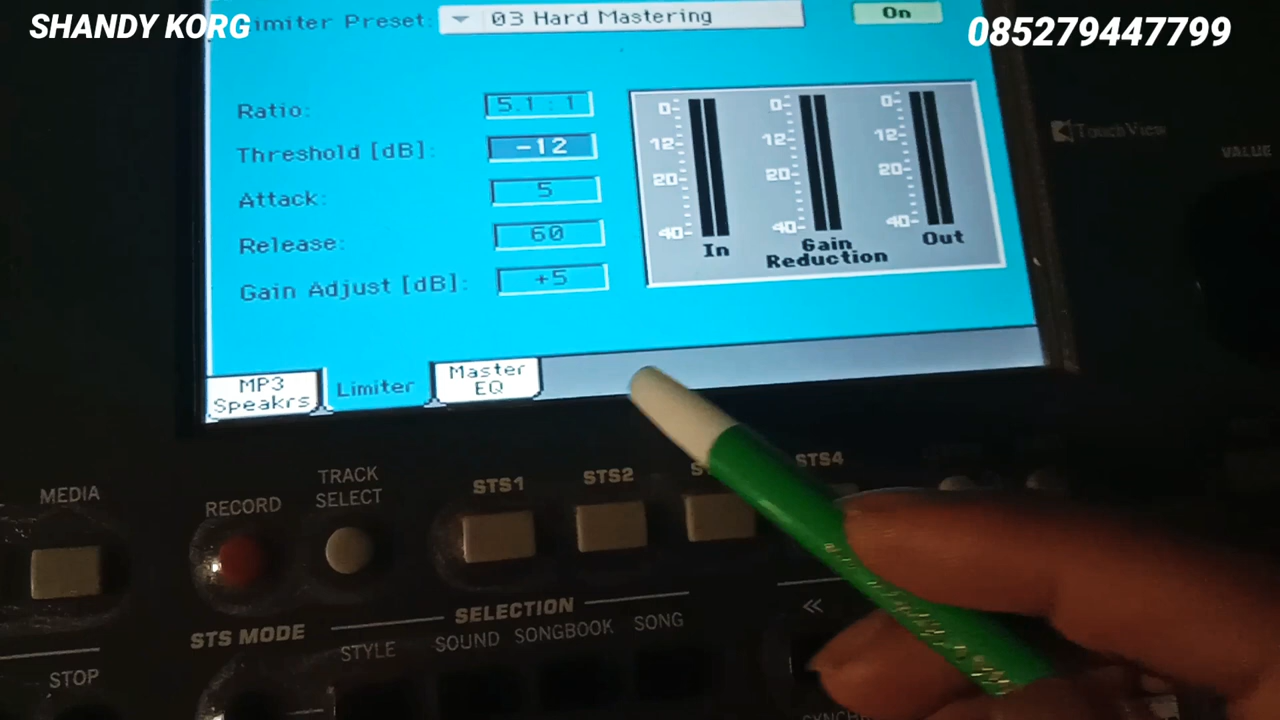 SHANDY KORG
085279447799
Limiter Preset: 03 Hard Mastering
On
Ratio: 5.1 : 1
Threshold [dB]: -12
Attack: 5
Release: 60
Gain Adjust [dB]: +5
0- 0- 0-
12- 12- 12-
20- 20- 20-
40- 40- 40-
In
Gain
Reduction
Out
TouchView
VALUE
MP3
Speakrs
Limiter
Master
EQ
MEDIA
RECORD
TRACK
SELECT
STS1
STS2
STS4
SELECTION
STS MODE
STYLE
SOUND
SONGBOOK
SONG
STOP